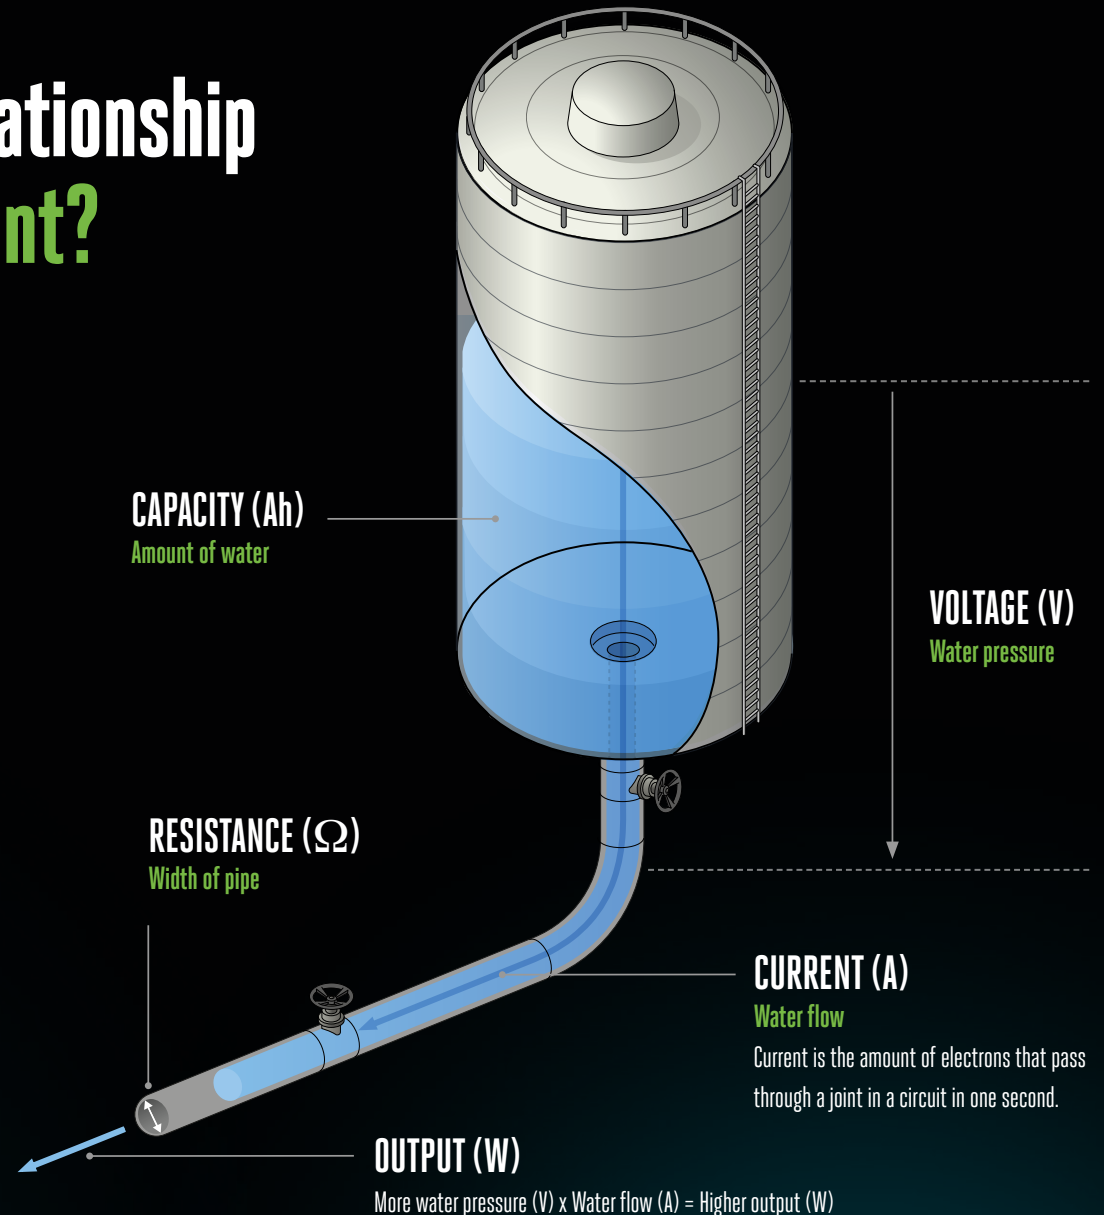 ationship
nt?
CAPACITY (Ah)
Amount of water
VOLTAGE (V)
Water pressure
RESISTANCE (Ω)
Width of pipe
CURRENT (A)
Water flow
Current is the amount of electrons that pass
through a joint in a circuit in one second.
OUTPUT (W)
More water pressure (V) x Water flow (A) = Higher output (W)